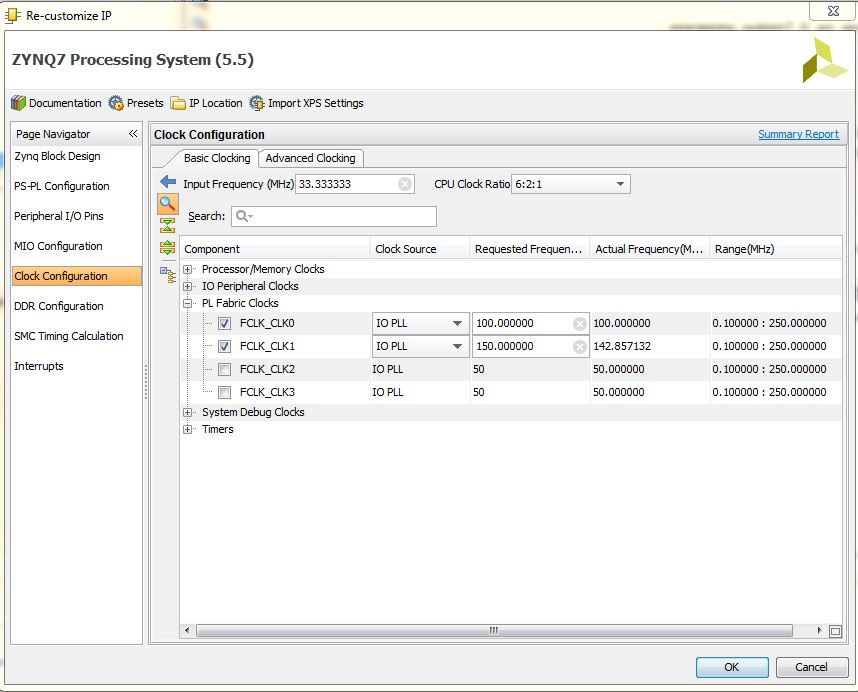 Re-customize IP
ZYNQ7 Processing System (5.5)
Documentation Presets IP Location Import XPS Settings
Page Navigator «
Zynq Block Design
PS-PL Configuration
Peripheral I/O Pins
MIO Configuration
Clock Configuration
DDR Configuration
SMC Timing Calculation
Interrupts
Clock Configuration Summary Report
Basic Clocking Advanced Clocking
Input Frequency (MHz) 33.333333 CPU Clock Ratio 6:2:1
Search:
Component Clock Source Requested Frequen... Actual Frequency(M... Range(MHz)
Processor/Memory Clocks
IO Peripheral Clocks
PL Fabric Clocks
FCLK_CLK0 IO PLL 100.000000 100.000000 0.100000 : 250.000000
FCLK_CLK1 IO PLL 150.000000 142.857132 0.100000 : 250.000000
FCLK_CLK2 IO PLL 50 50.000000 0.100000 : 250.000000
FCLK_CLK3 IO PLL 50 50.000000 0.100000 : 250.000000
System Debug Clocks
Timers
OK Cancel